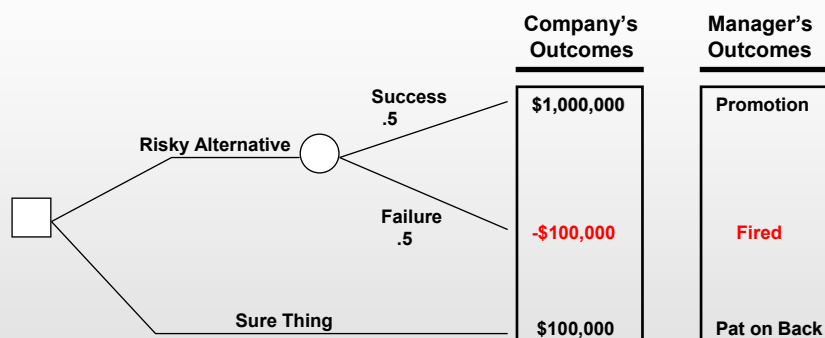 Company's Manager's
Outcomes Outcomes
Success
.5
$1,000,000 Promotion
Risky Alternative
Failure
.5
-$100,000 Fired
Sure Thing
$100,000 Pat on Back